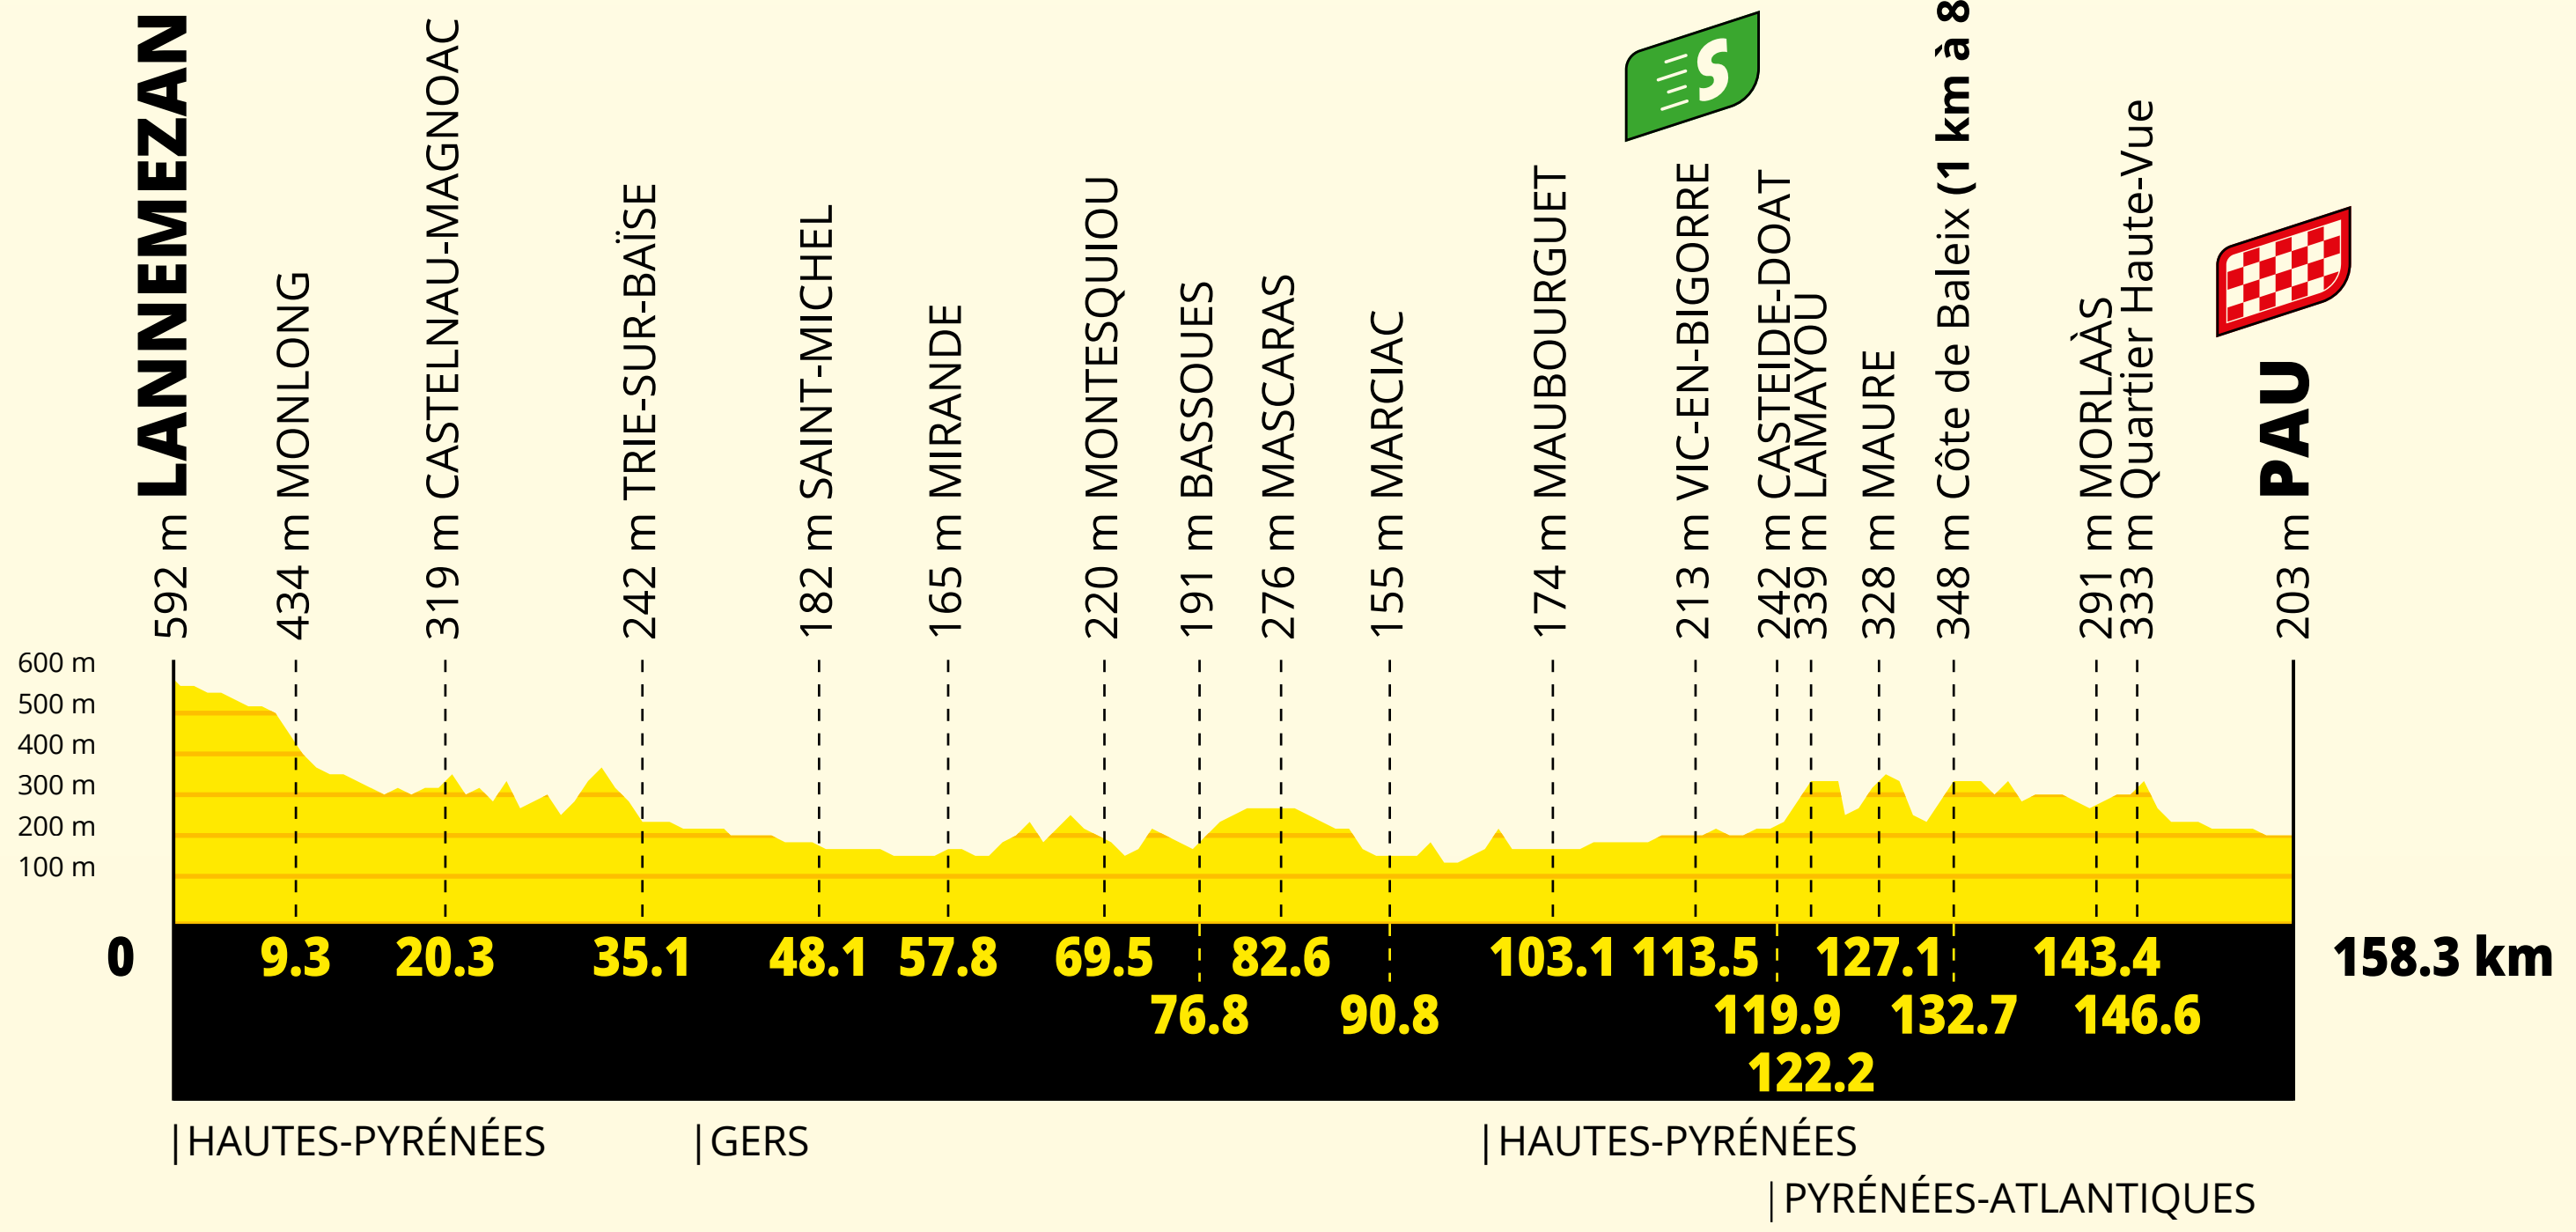 592 m LANNEMEZAN
434 m MONLONG
319 m CASTELNAU-MAGNOAC
242 m TRIE-SUR-BAÏSE
182 m SAINT-MICHEL
165 m MIRANDE
220 m MONTESQUIOU
191 m BASSOUES
276 m MASCARAS
155 m MARCIAC
174 m MAUBOURGUET
S
213 m VIC-EN-BIGORRE
242 m CASTEIDE-DOAT
339 m LAMAYOU
328 m MAURE
348 m Côte de Baleix (1 km à 8
291 m MORLAÀS
333 m Quartier Haute-Vue
203 m PAU
600 m
500 m
400 m
300 m
200 m
100 m
0 9.3 20.3 35.1 48.1 57.8 69.5 82.6 103.1 113.5 127.1 143.4 158.3 km
76.8 90.8 119.9 132.7 146.6
122.2
|HAUTES-PYRÉNÉES |GERS |HAUTES-PYRÉNÉES
|PYRÉNÉES-ATLANTIQUES